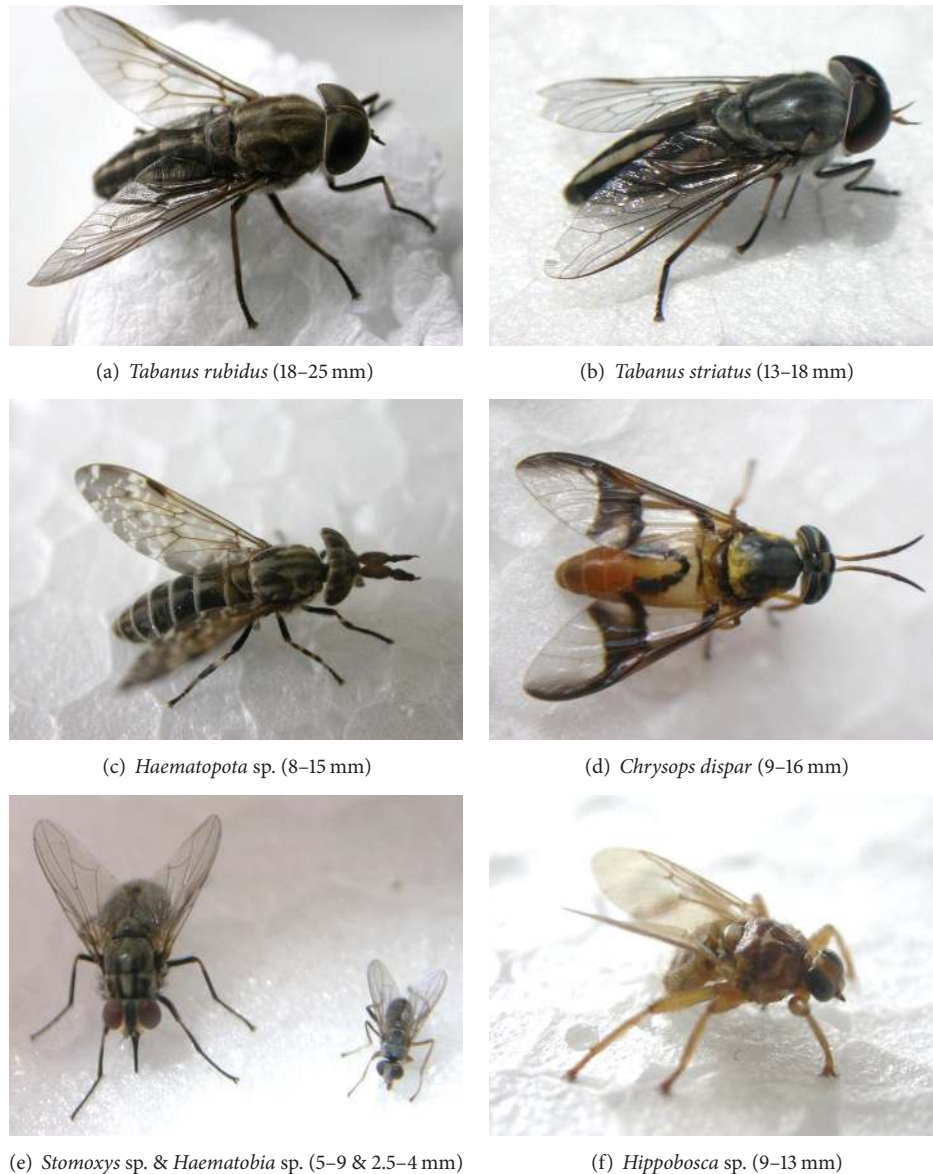 (a) Tabanus rubidus (18–25 mm)
(b) Tabanus striatus (13–18 mm)
(c) Haematopota sp. (8–15 mm)
(d) Chrysops dispar (9–16 mm)
(e) Stomoxys sp. & Haematobia sp. (5–9 & 2.5–4 mm)
(f) Hippobosca sp. (9–13 mm)